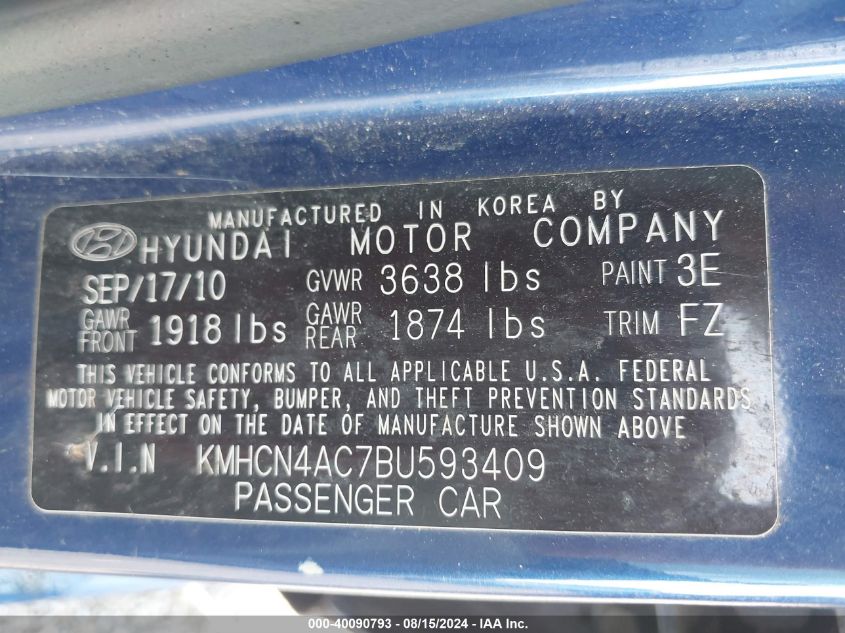 MANUFACTURED IN KOREA BY
HYUNDAI MOTOR COMPANY
SEP/17/10 GVWR 3638 lbs PAINT 3E
GAWR FRONT 1918 lbs GAWR REAR 1874 lbs TRIM FZ
THIS VEHICLE CONFORMS TO ALL APPLICABLE U.S.A. FEDERAL
MOTOR VEHICLE SAFETY, BUMPER, AND THEFT PREVENTION STANDARDS
IN EFFECT ON THE DATE OF MANUFACTURE SHOWN ABOVE
V.I.N KMHCN4AC7BU593409
PASSENGER CAR
000-40090793 - 08/15/2024 - IAA Inc.